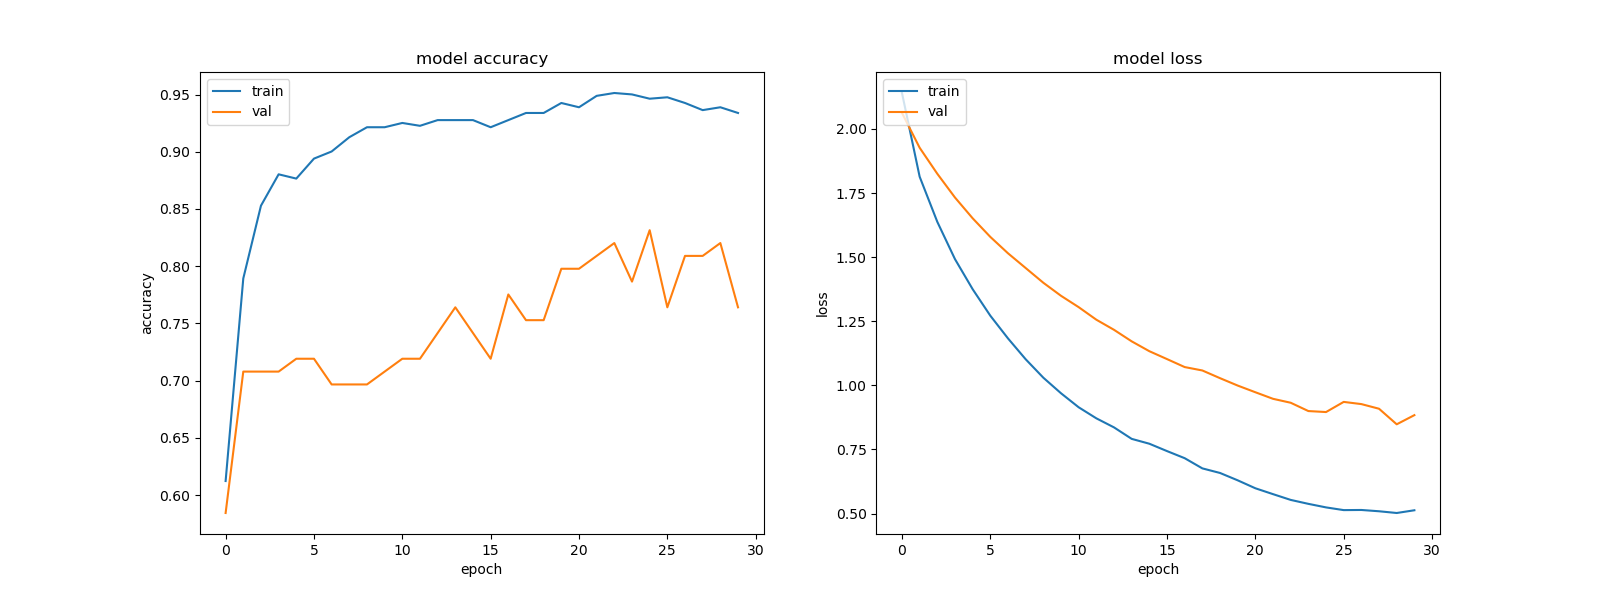 model accuracy
train
val
0.95
0.90
0.85
0.80
0.75
0.70
0.65
0.60
accuracy
0 5 10 15 20 25 30
epoch
model loss
train
val
2.00
1.75
1.50
1.25
1.00
0.75
0.50
loss
0 5 10 15 20 25 30
epoch